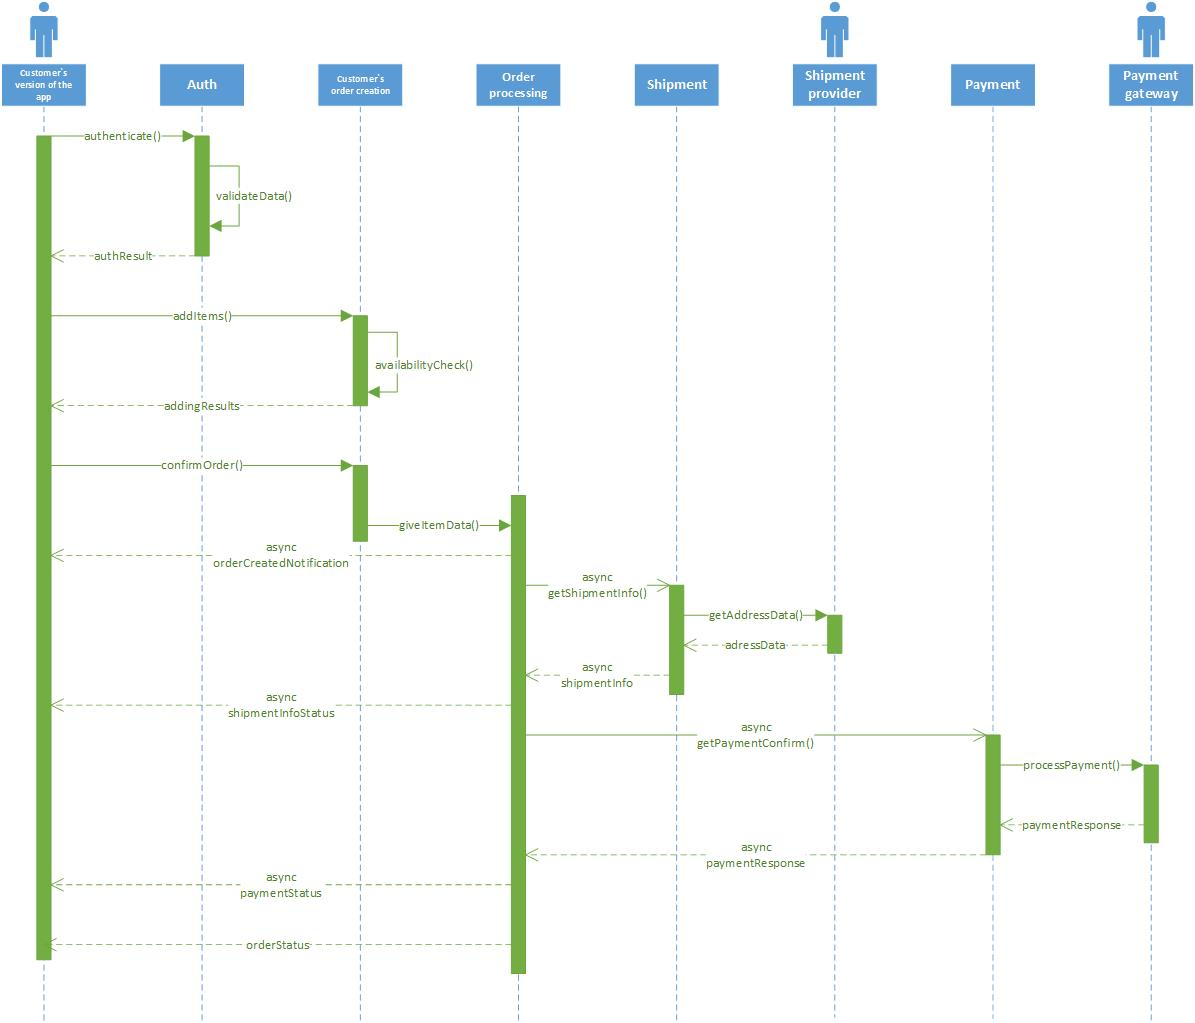 Customer`s
version of the
app
Auth
Customer`s
order creation
Order
processing
Shipment
Shipment
provider
Payment
Payment
gateway
authenticate()
validateData()
authResult
addItems()
availabilityCheck()
addingResults
confirmOrder()
giveItemData()
async
orderCreatedNotification
async
getShipmentInfo()
getAddressData()
adressData
async
shipmentInfo
async
shipmentInfoStatus
async
getPaymentConfirm()
processPayment()
paymentResponse
async
paymentResponse
async
paymentStatus
orderStatus